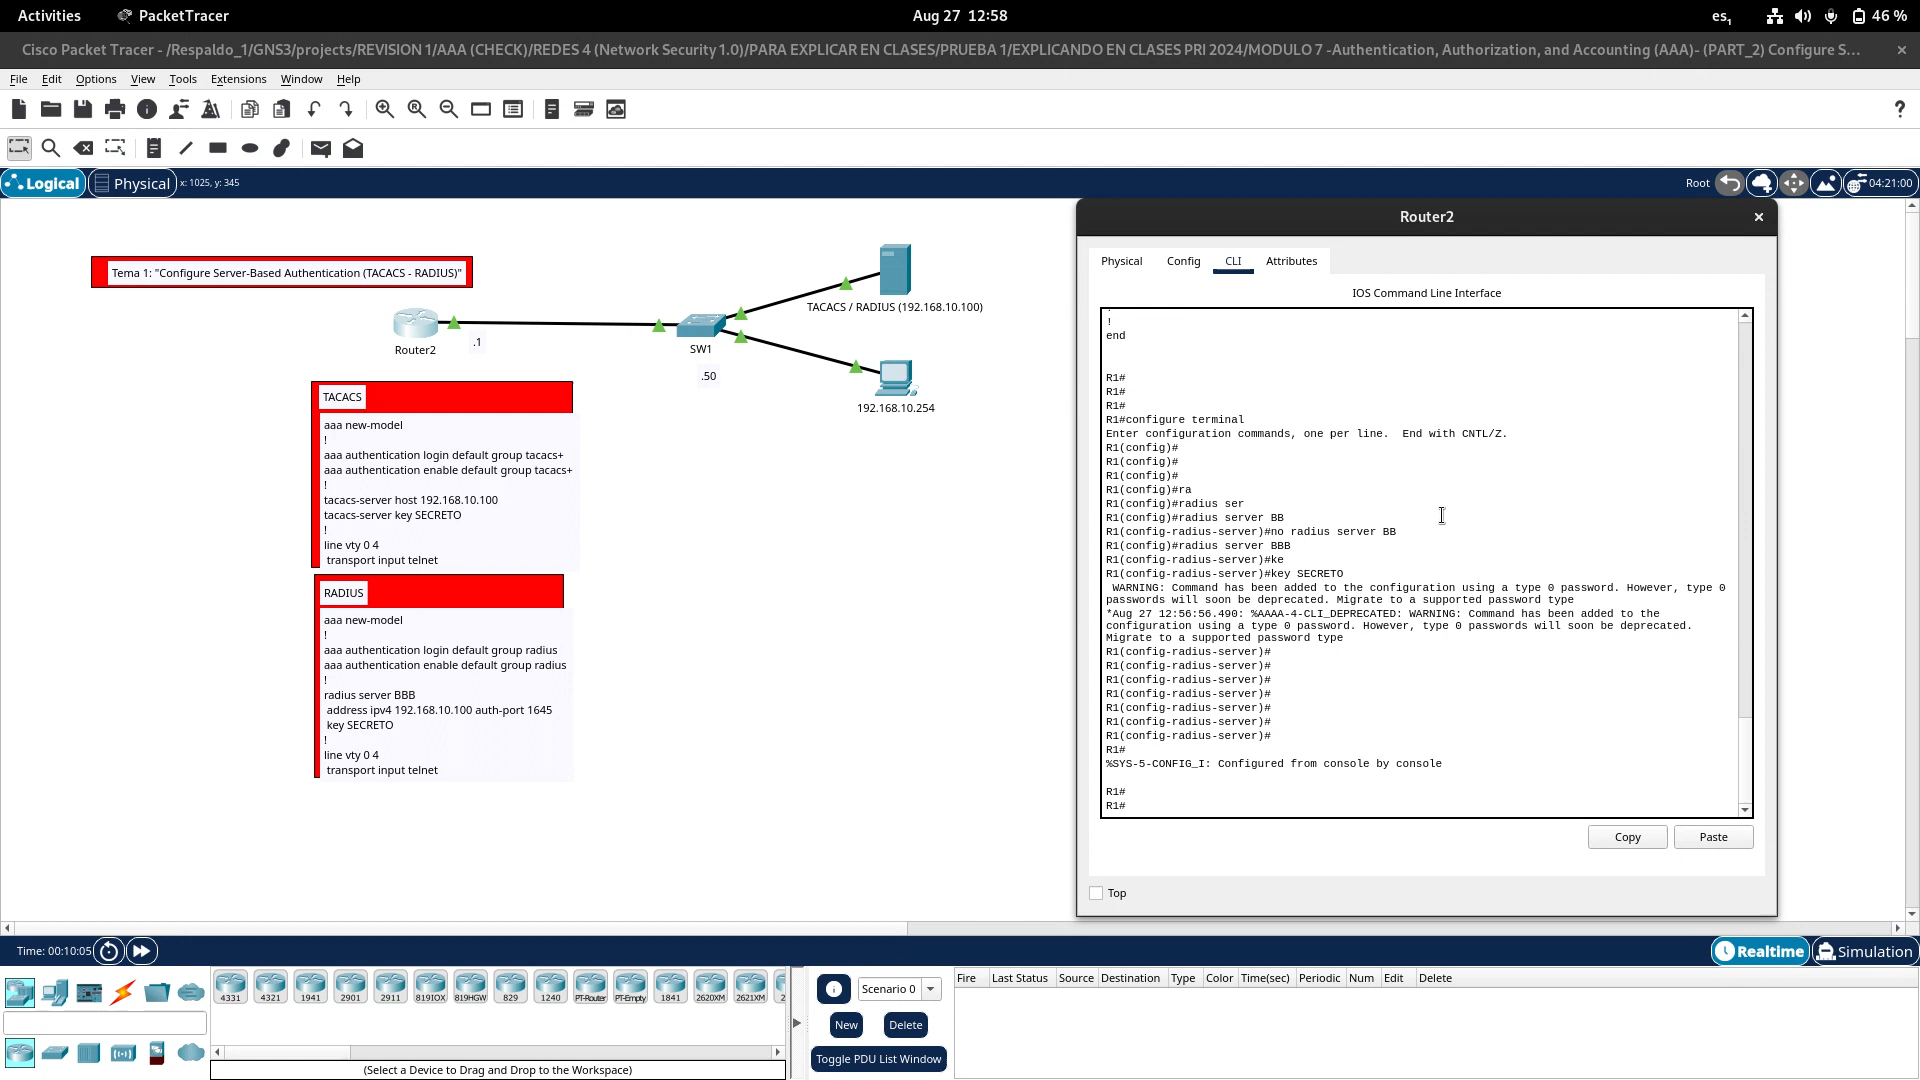 Activities
PacketTracer
Aug 27 12:58
es1
46 %
Cisco Packet Tracer - /Respaldo_1/GNS3/projects/REVISION 1/AAA (CHECK)/REDES 4 (Network Security 1.0)/PARA EXPLICAR EN CLASES/PRUEBA 1/EXPLICANDO EN CLASES PRI 2024/MODULO 7 -Authentication, Authorization, and Accounting (AAA)- (PART_2) Configure S...
File Edit Options View Tools Extensions Window Help
Logical
Physical
x: 1025, y: 345
Root
04:21:00
Tema 1: "Configure Server-Based Authentication (TACACS - RADIUS)"
TACACS / RADIUS (192.168.10.100)
Router2
.1
SW1
.50
192.168.10.254
TACACS
aaa new-model
!
aaa authentication login default group tacacs+
aaa authentication enable default group tacacs+
!
tacacs-server host 192.168.10.100
tacacs-server key SECRETO
!
line vty 0 4
transport input telnet
RADIUS
aaa new-model
!
aaa authentication login default group radius
aaa authentication enable default group radius
!
radius server BBB
address ipv4 192.168.10.100 auth-port 1645
key SECRETO
!
line vty 0 4
transport input telnet
Router2
Physical Config CLI Attributes
IOS Command Line Interface
!
!
end
R1#
R1#
R1#
R1#configure terminal
Enter configuration commands, one per line. End with CNTL/Z.
R1(config)#
R1(config)#
R1(config)#
R1(config)#ra
R1(config)#radius ser
R1(config)#radius server BB
R1(config-radius-server)#no radius server BB
R1(config)#radius server BBB
R1(config-radius-server)#ke
R1(config-radius-server)#key SECRETO
WARNING: Command has been added to the configuration using a type 0 password. However, type 0
passwords will soon be deprecated. Migrate to a supported password type
*Aug 27 12:56:56.490: %AAAA-4-CLI_DEPRECATED: WARNING: Command has been added to the
configuration using a type 0 password. However, type 0 passwords will soon be deprecated.
Migrate to a supported password type
R1(config-radius-server)#
R1(config-radius-server)#
R1(config-radius-server)#
R1(config-radius-server)#
R1(config-radius-server)#
R1(config-radius-server)#
R1(config-radius-server)#
R1#
%SYS-5-CONFIG_I: Configured from console by console
R1#
R1#
Copy
Paste
Top
Time: 00:10:05
Realtime
Simulation
4331 4321 1941 2901 2911 819IOX 819HGW 829 1240 PT-Router PT-Empty 1841 2620XM 2621XM 2
(Select a Device to Drag and Drop to the Workspace)
Scenario 0
New
Delete
Toggle PDU List Window
Fire Last Status Source Destination Type Color Time(sec) Periodic Num Edit Delete